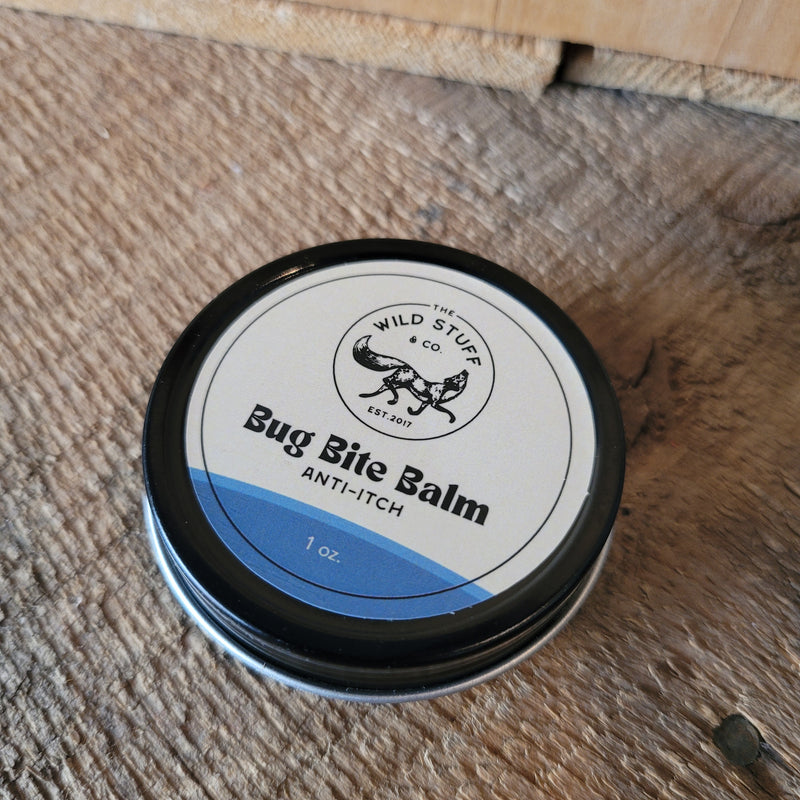 THE
WILD STUFF
& CO.
EST. 2017
Bug Bite Balm
ANTI-ITCH
1 oz.